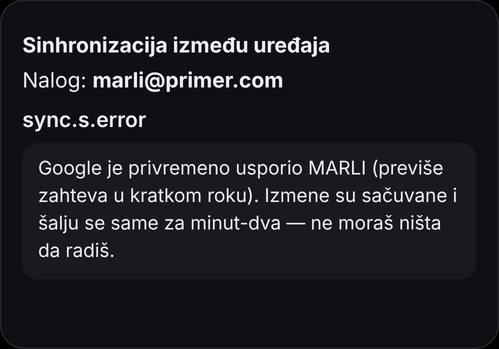 Sinhronizacija između uređaja
Nalog: marli@primer.com
sync.s.error
Google je privremeno usporio MARLI (previše
zahteva u kratkom roku). Izmene su sačuvane i
šalju se same za minut-dva — ne moraš ništa
da radiš.